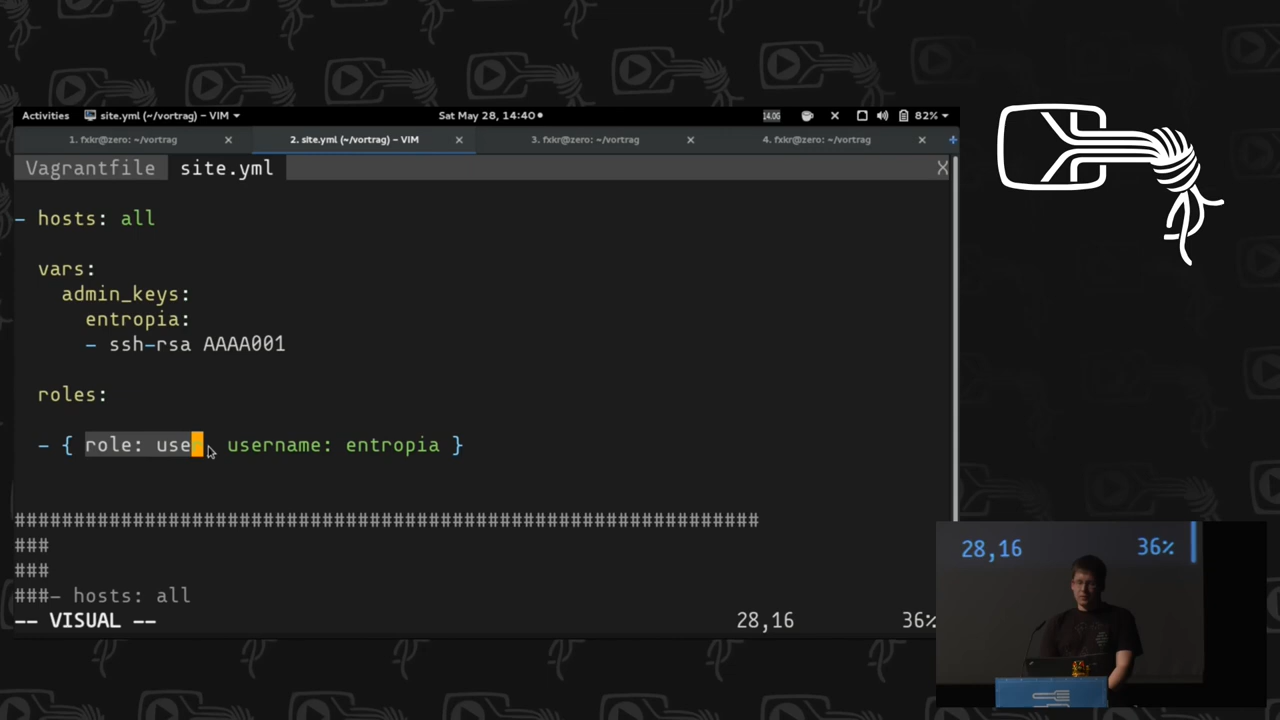 Activities site.yml (~/vortrag) – VIM Sat May 28, 14:40 14.0G 82%
1. fxkr@zero: ~/vortrag 2. site.yml (~/vortrag) – VIM 3. fxkr@zero: ~/vortrag 4. fxkr@zero: ~/vortrag
Vagrantfile site.yml X
- hosts: all
vars:
admin_keys:
entropia:
- ssh-rsa AAAA001
roles:
- { role: use username: entropia }
###############################################################
###
###
###- hosts: all
-- VISUAL -- 28,16 36%
28,16 36%